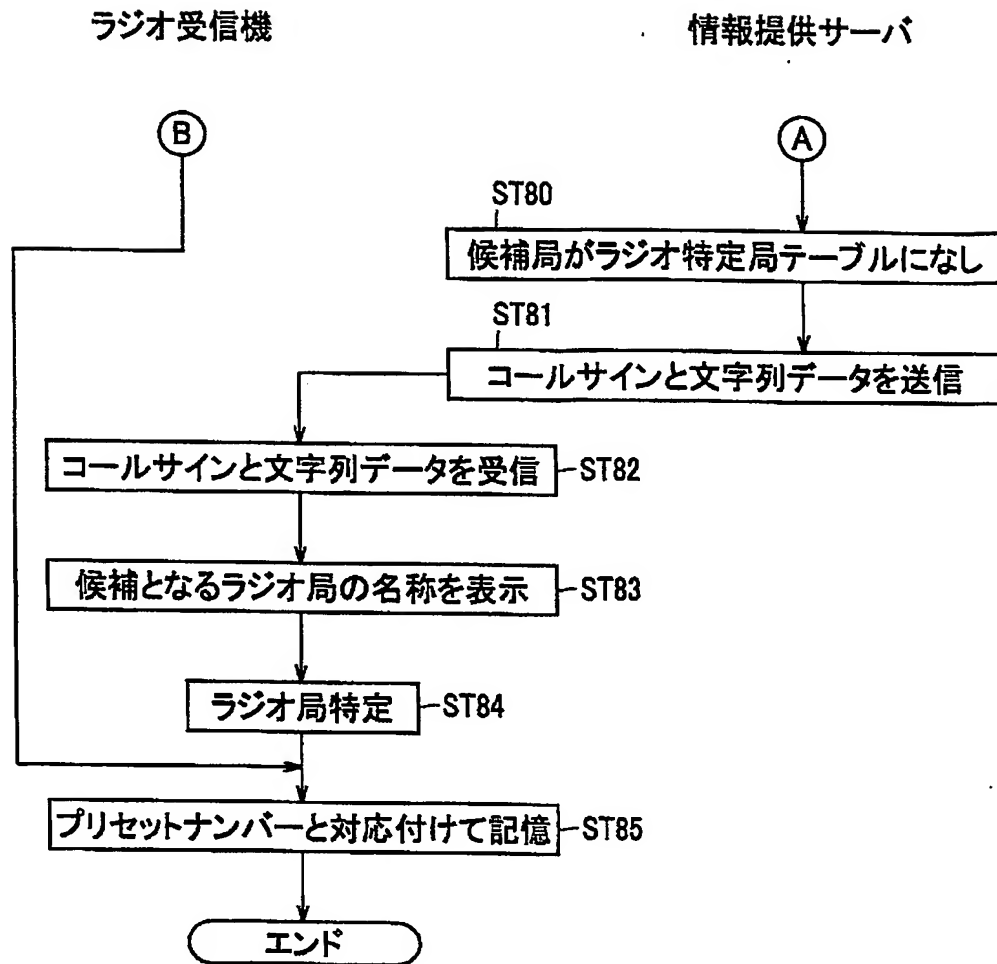 ラジオ受信機
情報提供サーバ
B
A
ST80
候補局がラジオ特定局テーブルになし
ST81
コールサインと文字列データを送信
コールサインと文字列データを受信
ST82
候補となるラジオ局の名称を表示
ST83
ラジオ局特定
ST84
プリセットナンバーと対応付けて記憶
ST85
エンド